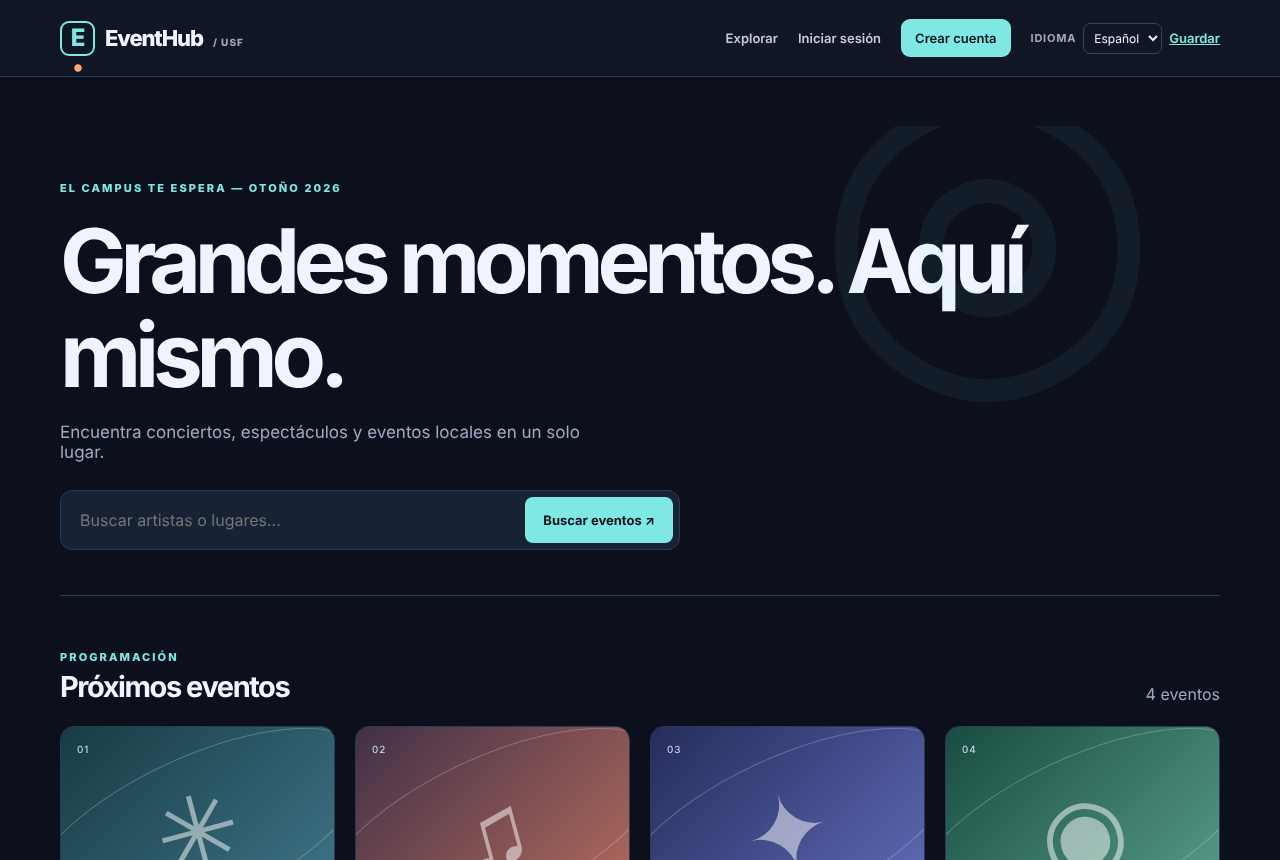 E EventHub / USF
Explorar Iniciar sesión Crear cuenta IDIOMA Español Guardar
EL CAMPUS TE ESPERA — OTOÑO 2026
Grandes momentos. Aquí
mismo.
Encuentra conciertos, espectáculos y eventos locales en un solo
lugar.
Buscar artistas o lugares...
Buscar eventos ↗
PROGRAMACIÓN
Próximos eventos
4 eventos
01
02
03
04